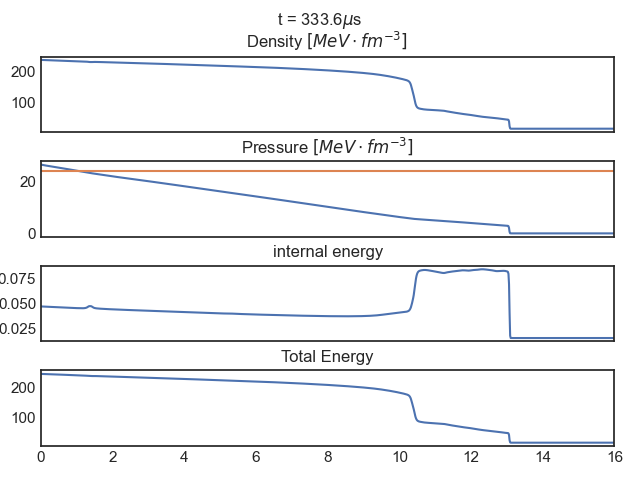 t = 333.6μs
Density [MeV · fm⁻³]
200
100
Pressure [MeV · fm⁻³]
20
0
internal energy
0.075
0.050
0.025
Total Energy
200
100
0 2 4 6 8 10 12 14 16